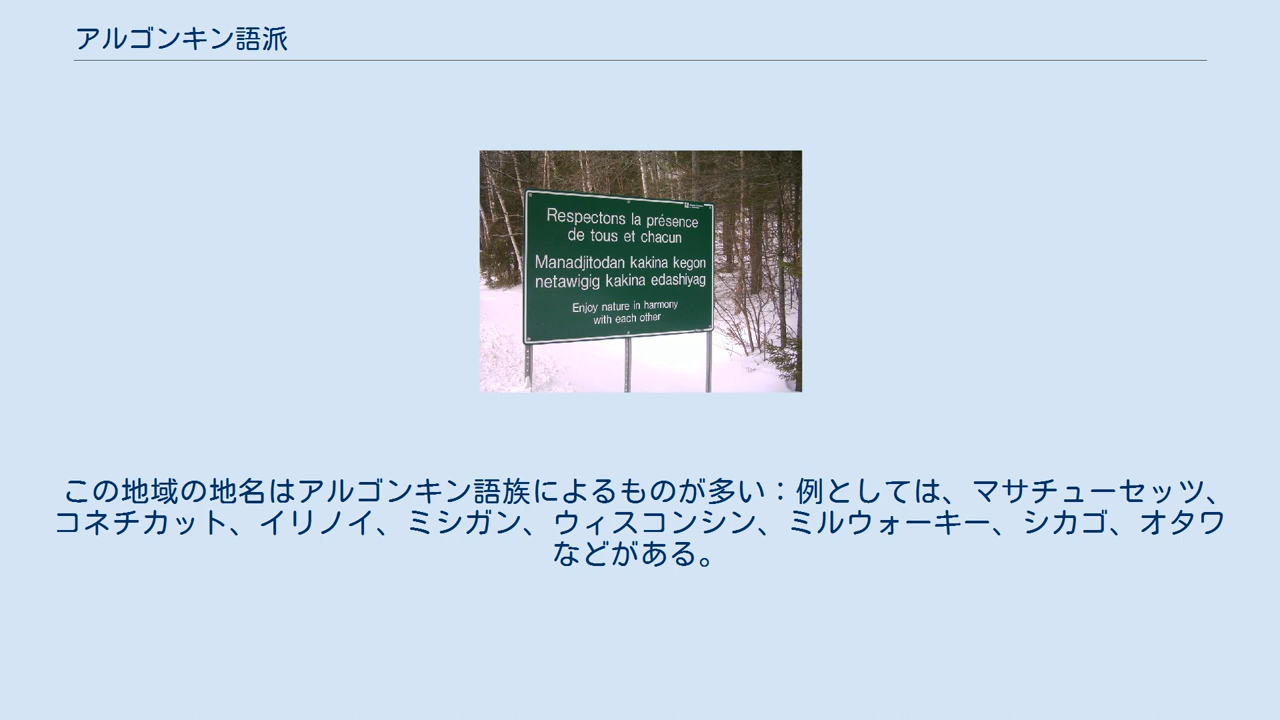 アルゴンキン語派
Respectons la présence
de tous et chacun
Manadjitodan kakina kegon
netawigig kakina edashiyag
Enjoy nature in harmony
with each other
この地域の地名はアルゴンキン語族によるものが多い：例としては、マサチューセッツ、
コネチカット、イリノイ、ミシガン、ウィスコンシン、ミルウォーキー、シカゴ、オタワ
などがある。